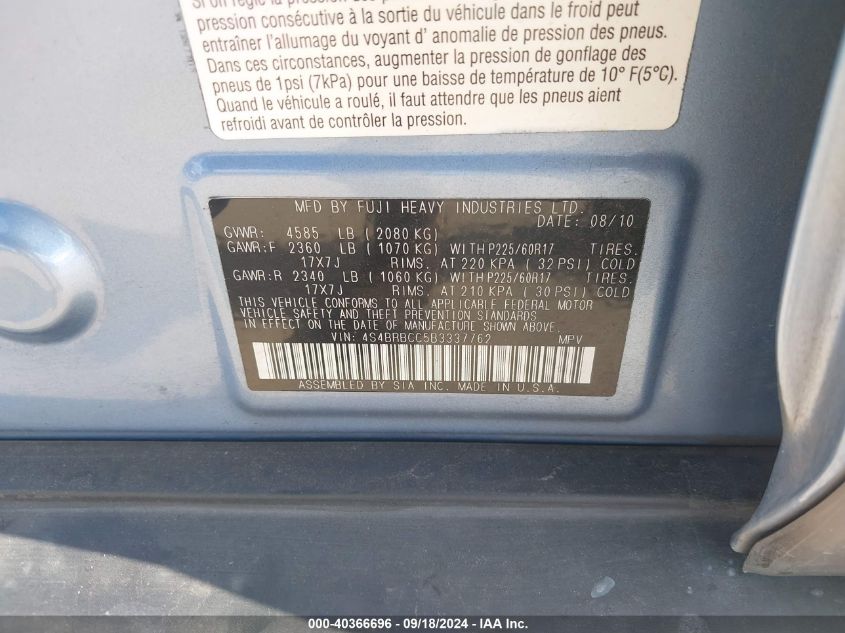 Si on règle la pression des
pression consécutive à la sortie du véhicule dans le froid peut
entraîner l'allumage du voyant d' anomalie de pression des pneus.
Dans ces circonstances, augmenter la pression de gonflage des
pneus de 1psi (7kPa) pour une baisse de température de 10° F(5°C).
Quand le véhicule a roulé, il faut attendre que les pneus aient
refroidi avant de contrôler la pression.
MFD BY FUJI HEAVY INDUSTRIES LTD.
DATE: 08/10
GVWR: 4585 LB (2080 KG)
GAWR:F 2360 LB (1070 KG) WITH P225/60R17 TIRES.
17X7J RIMS. AT 220 KPA (32 PSI) COLD
GAWR:R 2340 LB (1060 KG) WITH P225/60R17 TIRES.
17X7J RIMS. AT 210 KPA (30 PSI) COLD
THIS VEHICLE CONFORMS TO ALL APPLICABLE FEDERAL MOTOR
VEHICLE SAFETY AND THEFT PREVENTION STANDARDS IN
EFFECT ON THE DATE OF MANUFACTURE SHOWN ABOVE.
VIN: 4S4BRBCC5B3337762 MPV
ASSEMBLED BY SIA INC. MADE IN U.S.A.
000-40366696 - 09/18/2024 - IAA Inc.